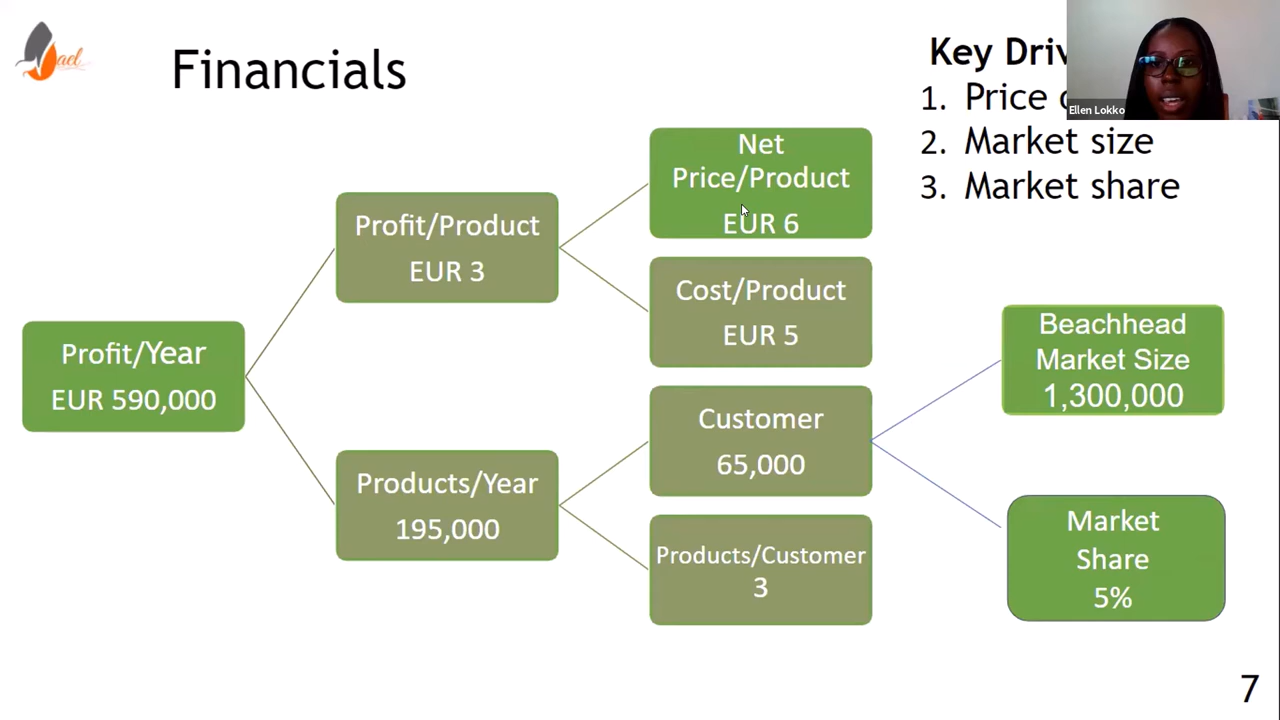 ael
Financials
Key Driv
1. Price
2. Market size
3. Market share
Ellen Lokko
Net
Price/Product
EUR 6
Profit/Product
EUR 3
Cost/Product
EUR 5
Profit/Year
EUR 590,000
Customer
65,000
Products/Year
195,000
Products/Customer
3
Beachhead
Market Size
1,300,000
Market
Share
5%
7